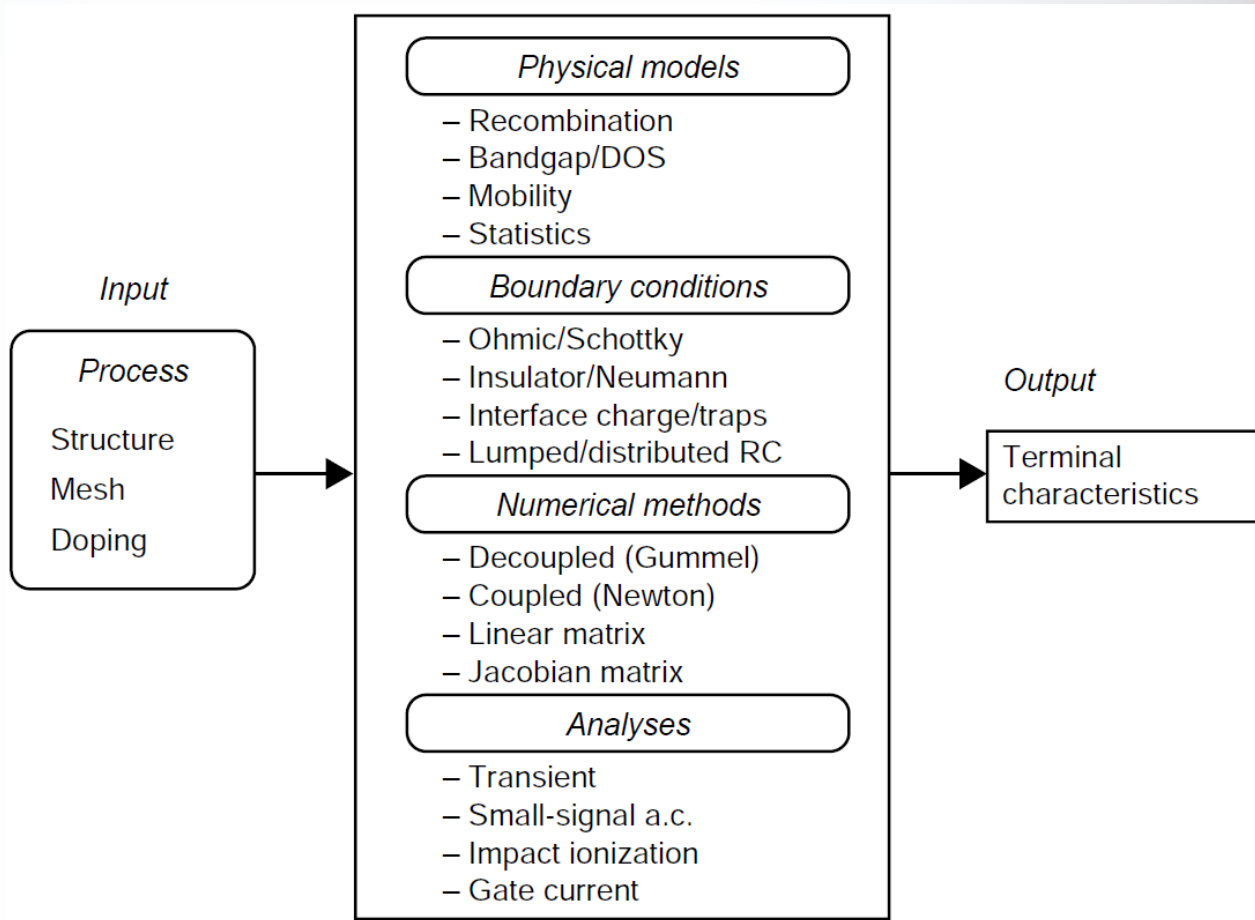 Input
Process
Structure
Mesh
Doping
Physical models
– Recombination
– Bandgap/DOS
– Mobility
– Statistics
Boundary conditions
– Ohmic/Schottky
– Insulator/Neumann
– Interface charge/traps
– Lumped/distributed RC
Numerical methods
– Decoupled (Gummel)
– Coupled (Newton)
– Linear matrix
– Jacobian matrix
Analyses
– Transient
– Small-signal a.c.
– Impact ionization
– Gate current
Output
Terminal
characteristics